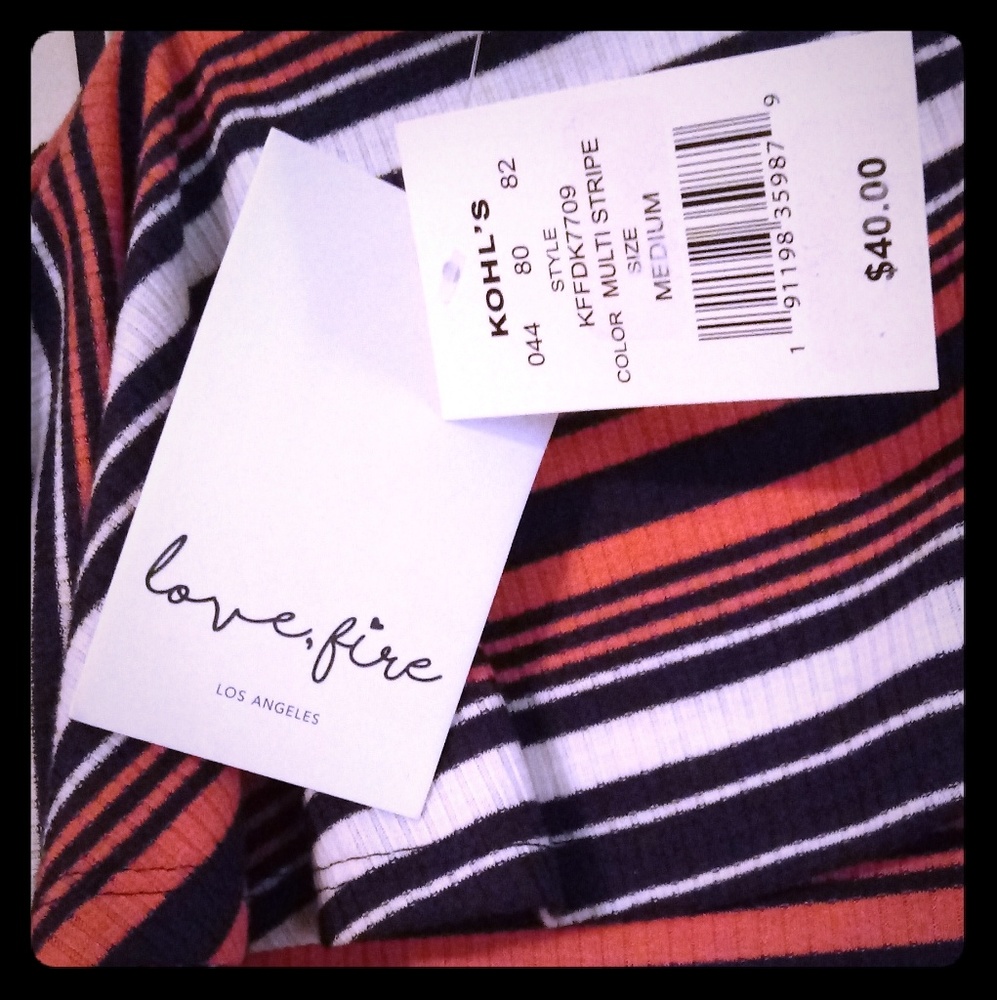 KOHL'S
044 80 82
STYLE
KFFDK7709
COLOR MULTI STRIPE
SIZE
MEDIUM
1 91198 35987 9
$40.00
love, fire
LOS ANGELES